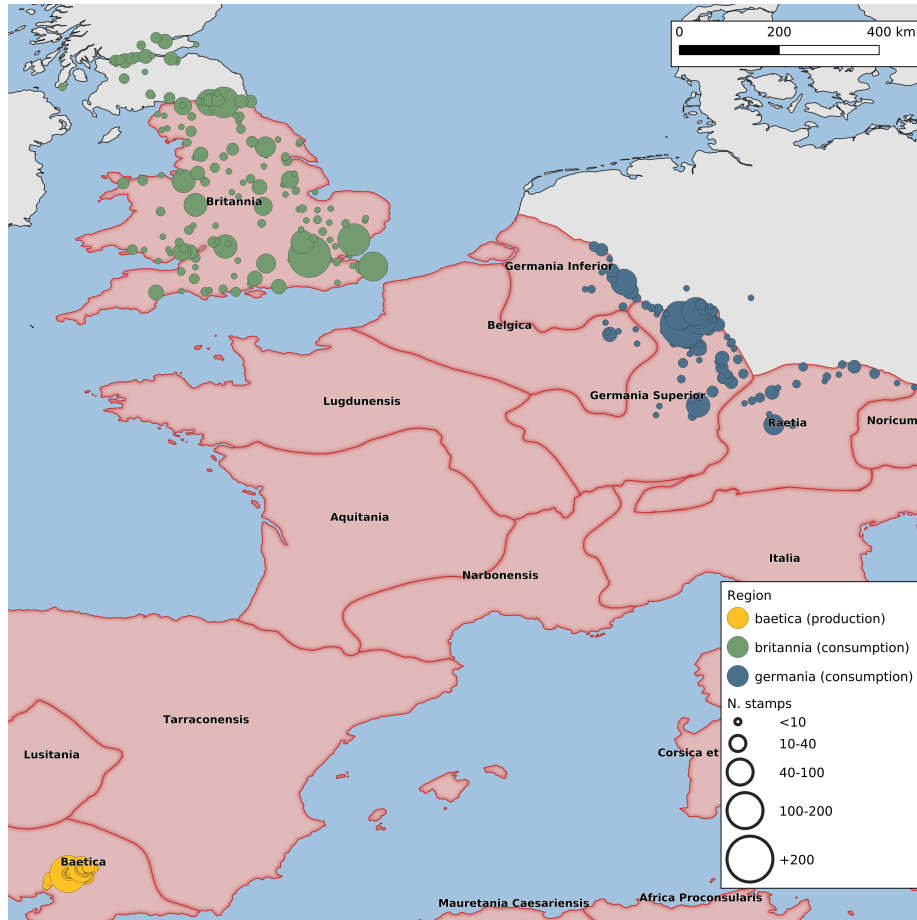 0 200 400 km
Britannia
Germania Inferior
Belgica
Germania Superior
Lugdunensis
Raetia
Noricum
Aquitania
Italia
Narbonensis
Region
baetica (production)
britannia (consumption)
germania (consumption)
N. stamps
<10
10-40
40-100
100-200
+200
Tarraconensis
Lusitania
Corsica et
Baetica
Mauretania Caesariensis
Africa Proconsularis